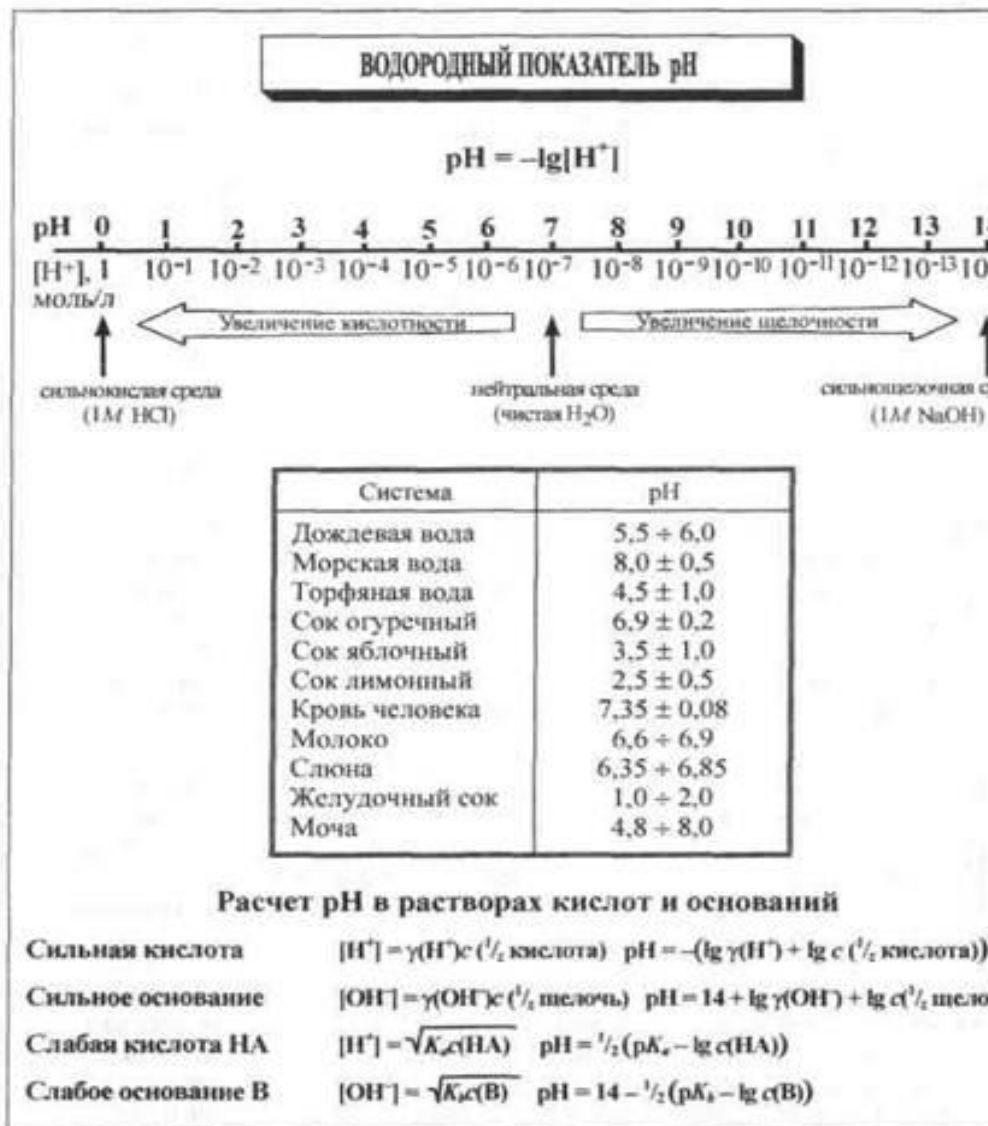 ВОДОРОДНЫЙ ПОКАЗАТЕЛЬ pH
pH = –lg[H⁺]
pH 0 1 2 3 4 5 6 7 8 9 10 11 12 13 1
[H⁺], 1 10⁻¹ 10⁻² 10⁻³ 10⁻⁴ 10⁻⁵ 10⁻⁶ 10⁻⁷ 10⁻⁸ 10⁻⁹ 10⁻¹⁰ 10⁻¹¹ 10⁻¹² 10⁻¹³ 10
моль/л
Увеличение кислотности Увеличение щелочности
сильнокислая среда нейтральная среда сильнощелочная с
(1М HCl) (чистая H₂O) (1М NaOH)
Система pH
Дождевая вода 5,5 ÷ 6,0
Морская вода 8,0 ± 0,5
Торфяная вода 4,5 ± 1,0
Сок огуречный 6,9 ± 0,2
Сок яблочный 3,5 ± 1,0
Сок лимонный 2,5 ± 0,5
Кровь человека 7,35 ± 0,08
Молоко 6,6 ÷ 6,9
Слюна 6,35 ÷ 6,85
Желудочный сок 1,0 ÷ 2,0
Моча 4,8 ÷ 8,0
Расчет pH в растворах кислот и оснований
Сильная кислота [H⁺] = γ(H⁺)c (¹/z кислота) pH = –(lg γ(H⁺) + lg c (¹/z кислота))
Сильное основание [OH⁻] = γ(OH⁻)c (¹/z щелочь) pH = 14 + lg γ(OH⁻) + lg c(¹/z щело
Слабая кислота HA [H⁺] = √Kₐc(HA) pH = ¹/₂ (pKₐ – lg c(HA))
Слабое основание B [OH⁻] = √K_bc(B) pH = 14 – ¹/₂ (pK_b – lg c(B))